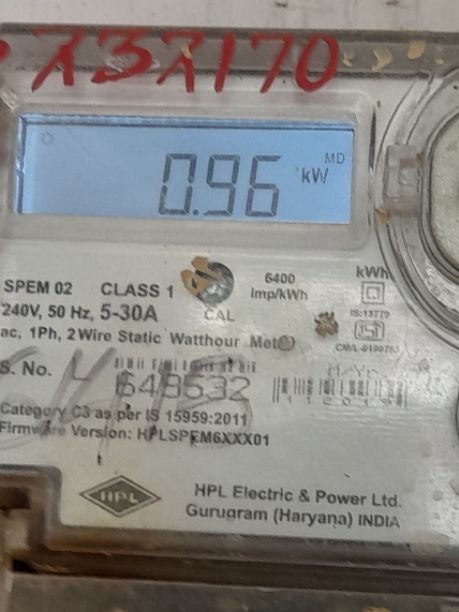 0.96 kW MD
SPEM 02 CLASS 1 6400 kWh
imp/kWh
240V, 50 Hz, 5-30A CAL IS:13779
ac, 1Ph, 2Wire Static Watthour Meter
S. No. 648532
Category C3 as per IS 15959:2011
Firmware Version: HPLSPEM6XXX01
HPL HPL Electric & Power Ltd.
Gurugram (Haryana) INDIA